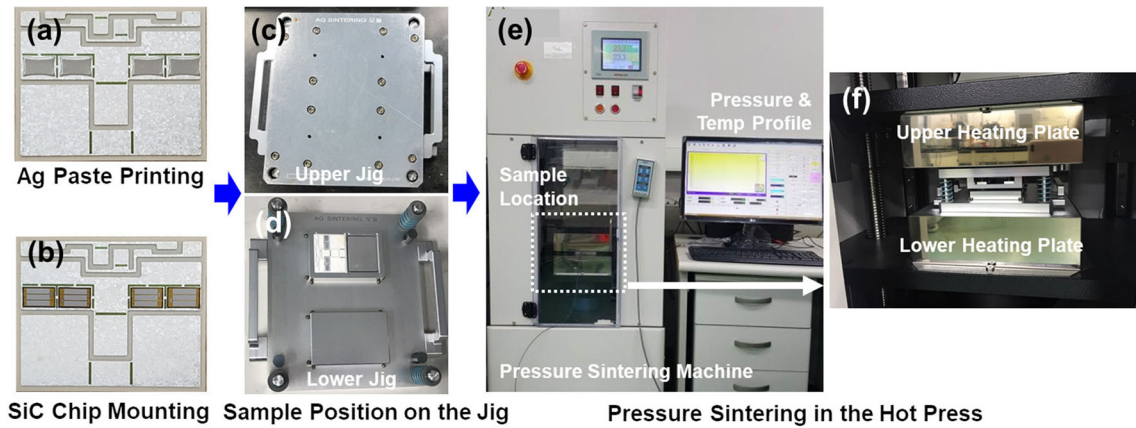 (a)
Ag Paste Printing
(b)
SiC Chip Mounting
(c)
AG SINTERING
Upper Jig
(d)
AG SINTERING
Lower Jig
Sample Position on the Jig
(e)
Pressure &
Temp Profile
Sample
Location
Pressure Sintering Machine
(f)
Upper Heating Plate
Lower Heating Plate
Pressure Sintering in the Hot Press